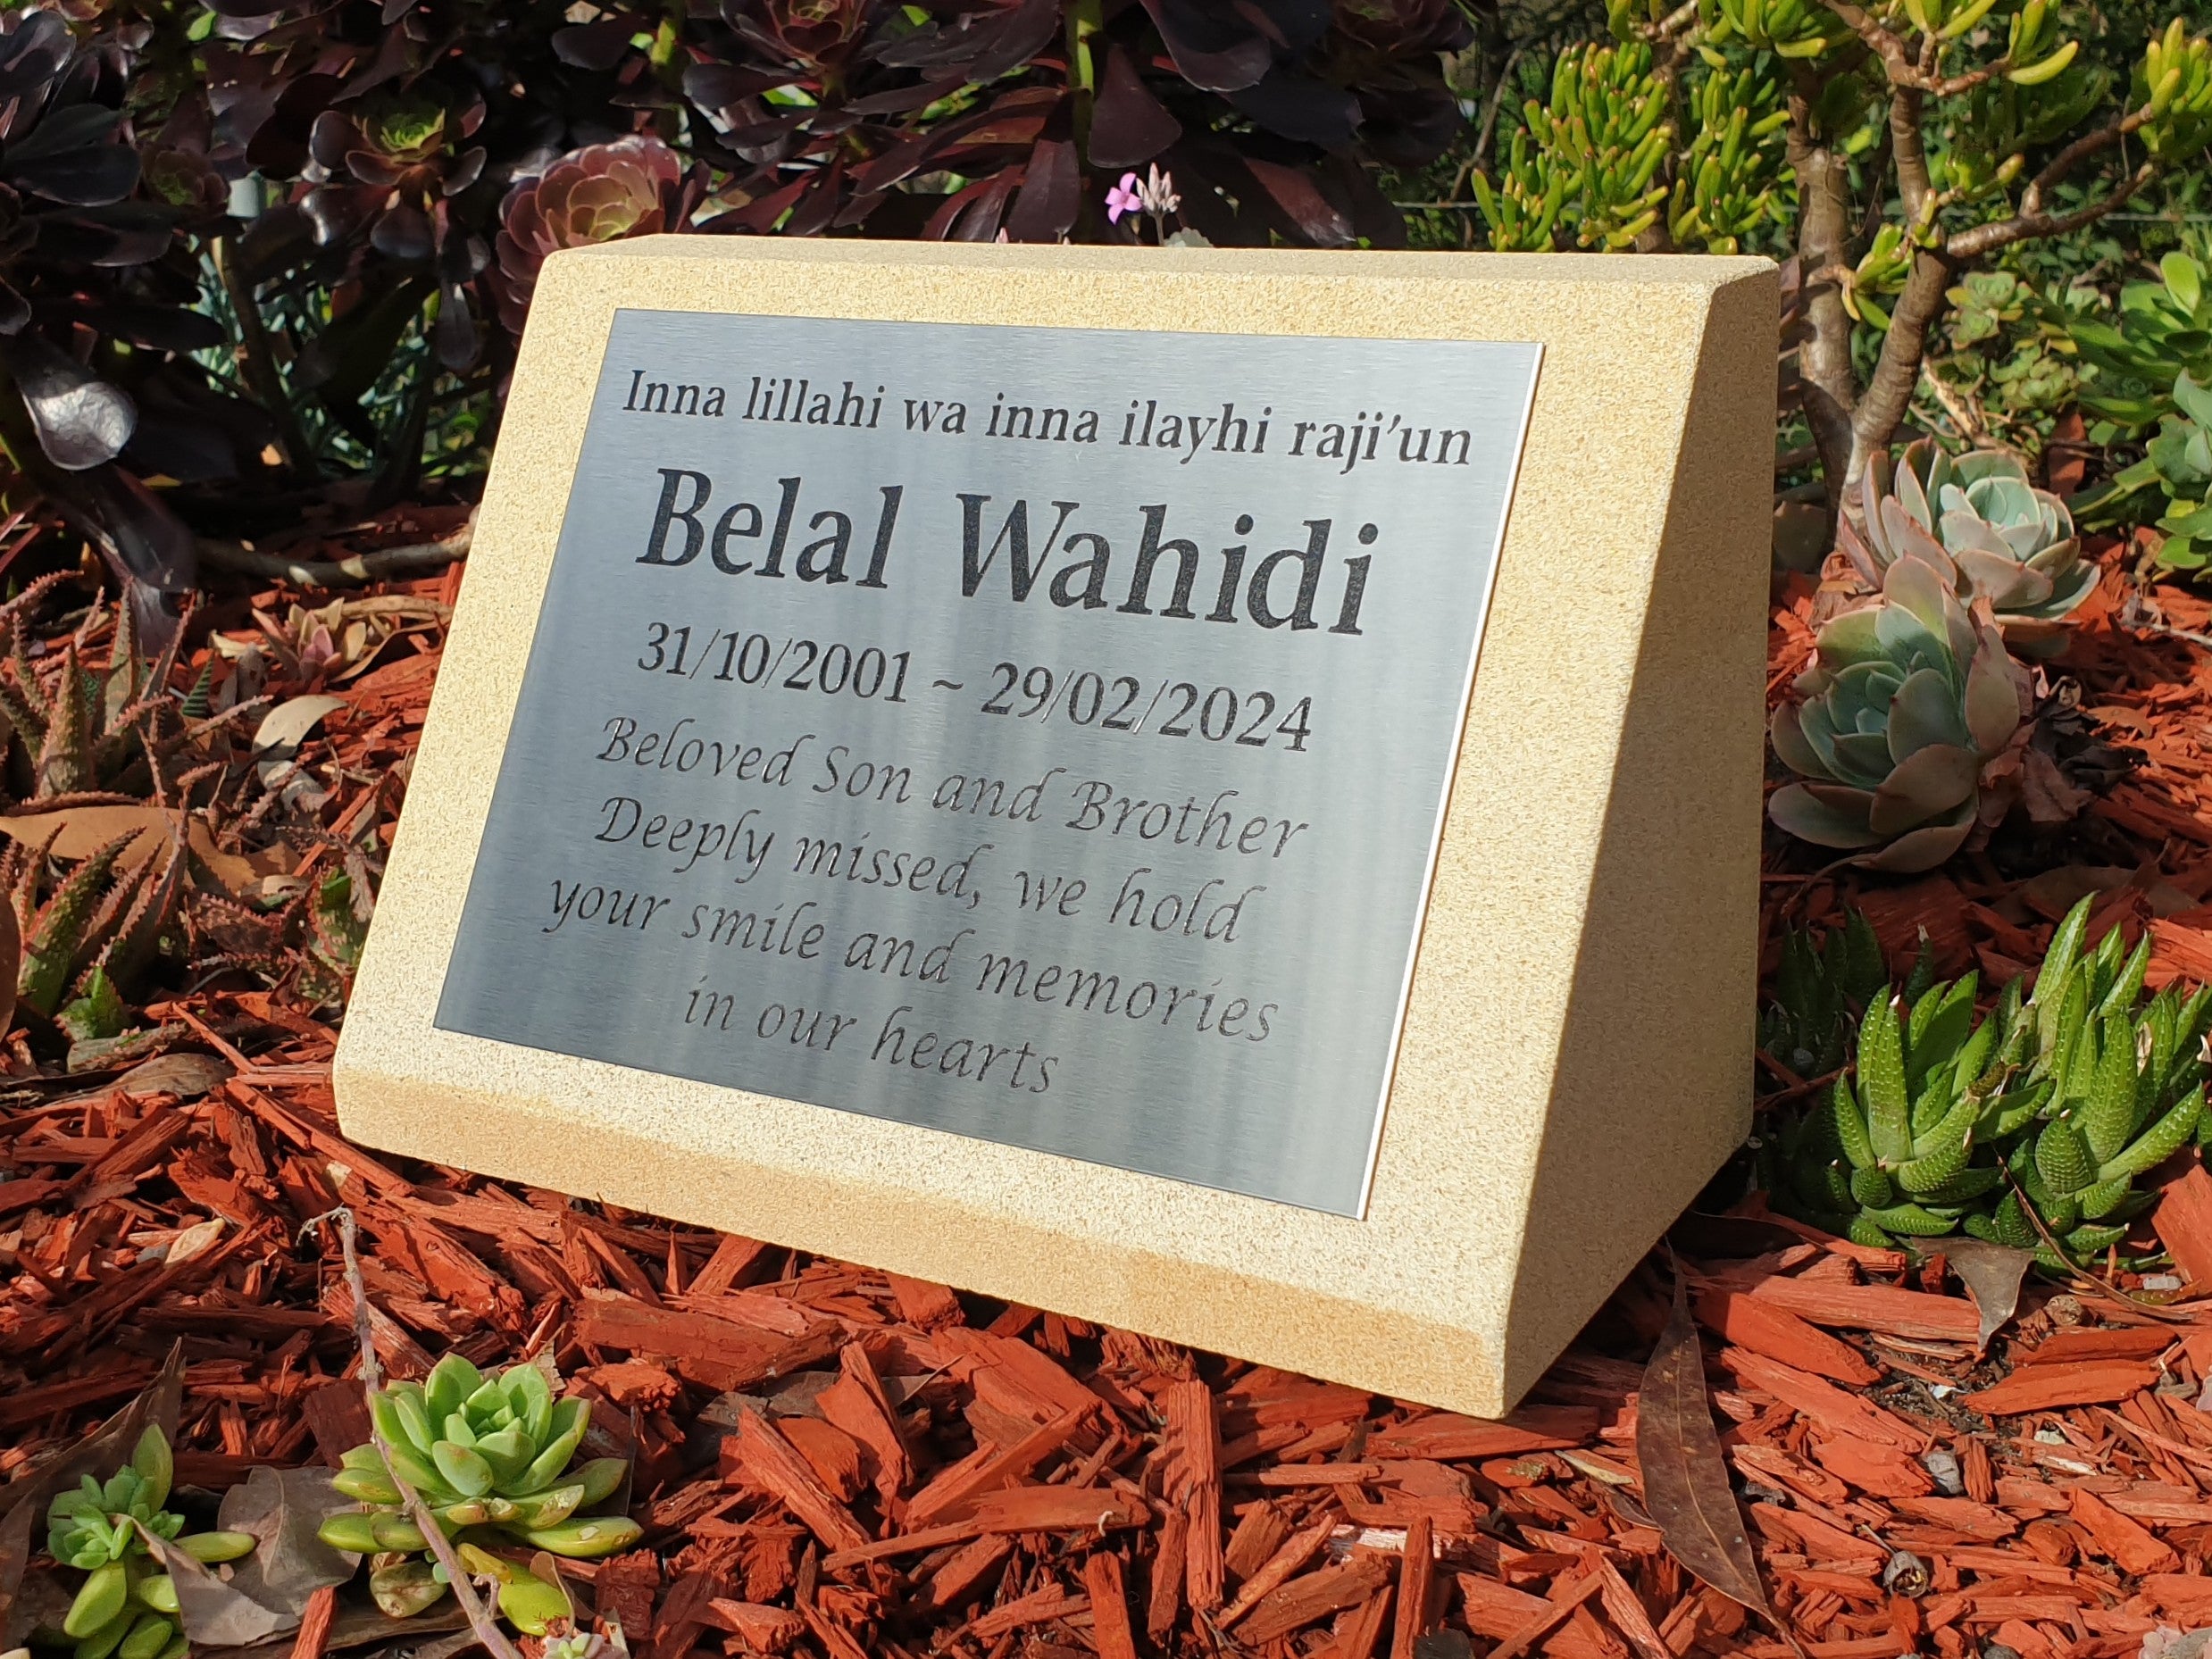 Inna lillahi wa inna ilayhi raji'un
Belal Wahidi
31/10/2001 ~ 29/02/2024
Beloved Son and Brother
Deeply missed, we hold
your smile and memories
in our hearts